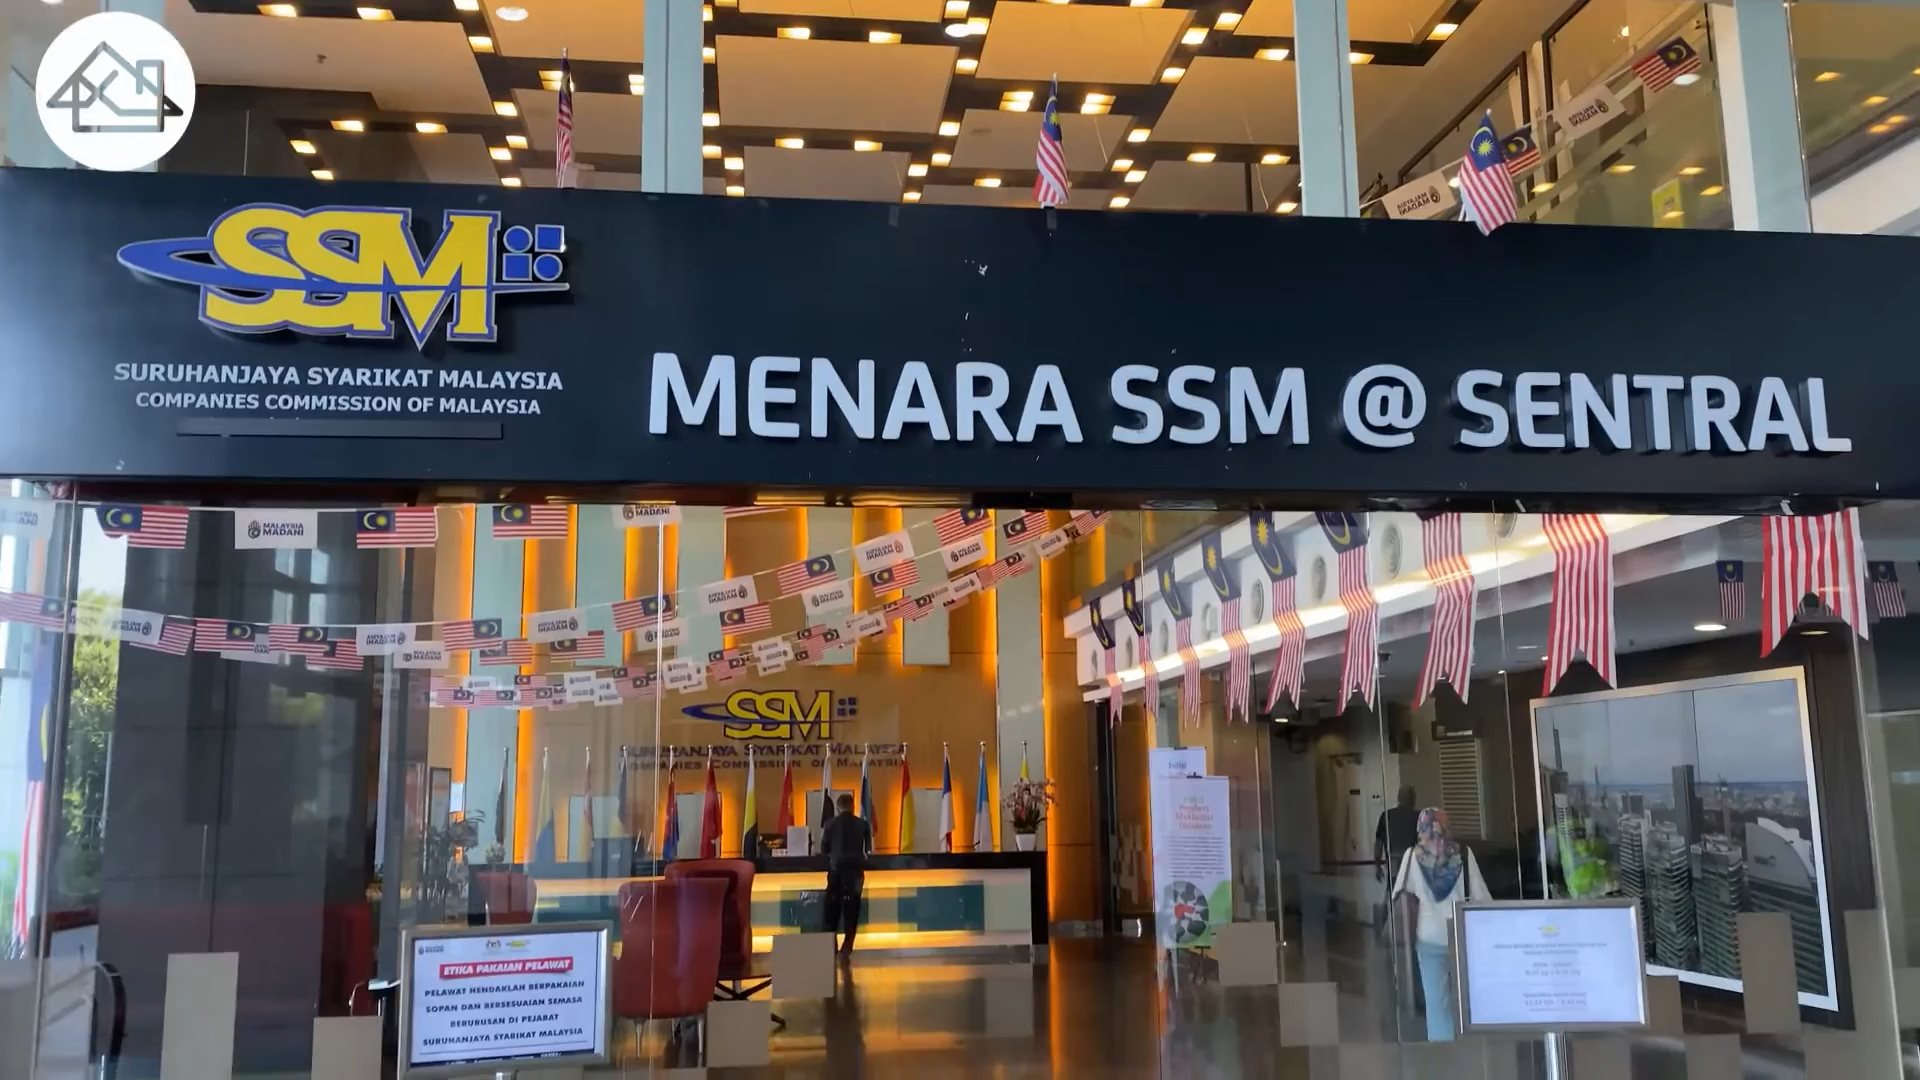 SSM
SURUHANJAYA SYARIKAT MALAYSIA
COMPANIES COMMISSION OF MALAYSIA
MENARA SSM @ SENTRAL
MALAYSIA
MADANI
SSM
SURUHANJAYA SYARIKAT MALAYSIA
COMPANIES COMMISSION OF MALAYSIA
ETIKA PAKAIAN PELAWAT
PELAWAT HENDAKLAH BERPAKAIAN
SOPAN DAN BERSESUAIAN SEMASA
BERURUSAN DI PEJABAT
SURUHANJAYA SYARIKAT MALAYSIA